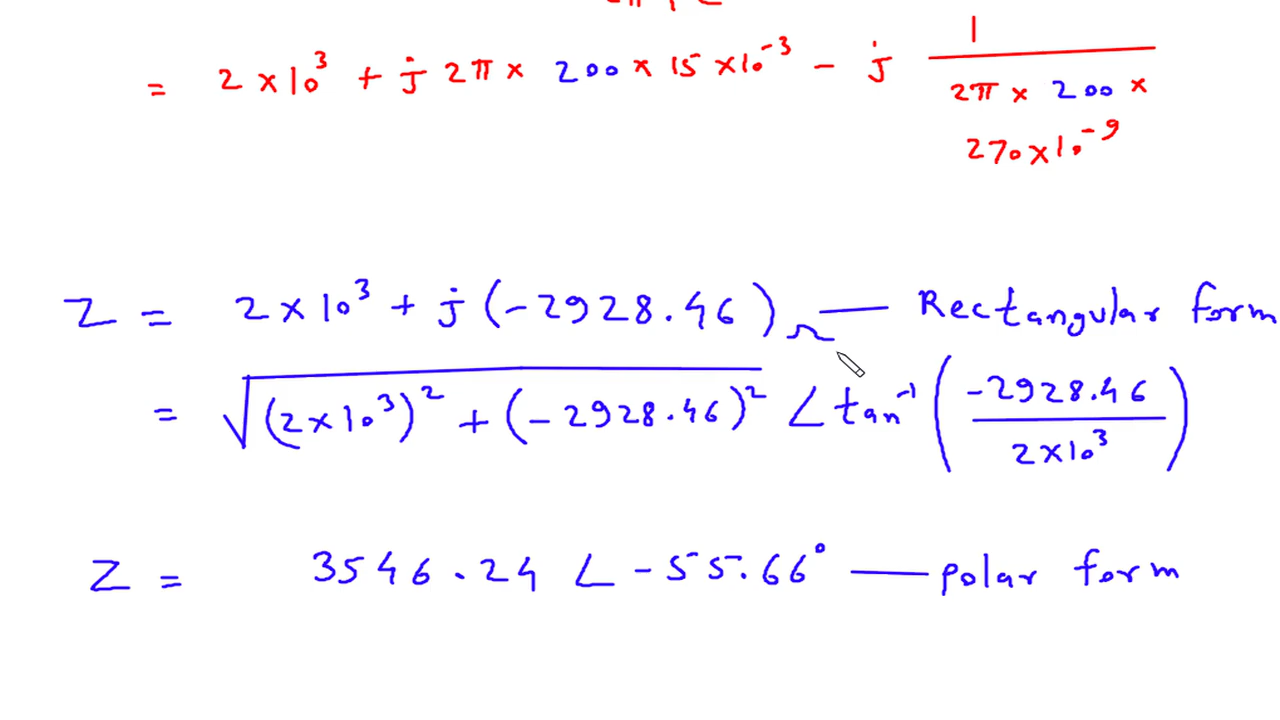 = 2 × 10³ + j 2π × 200 × 15 × 10⁻³ - j 1 / (2π × 200 × 270 × 10⁻⁹)
Z = 2 × 10³ + j (-2928.46) Ω — Rectangular form
= √((2×10³)² + (-2928.46)²) ∠ tan⁻¹ (-2928.46 / 2×10³)
Z = 3546.24 ∠ -55.66° — polar form